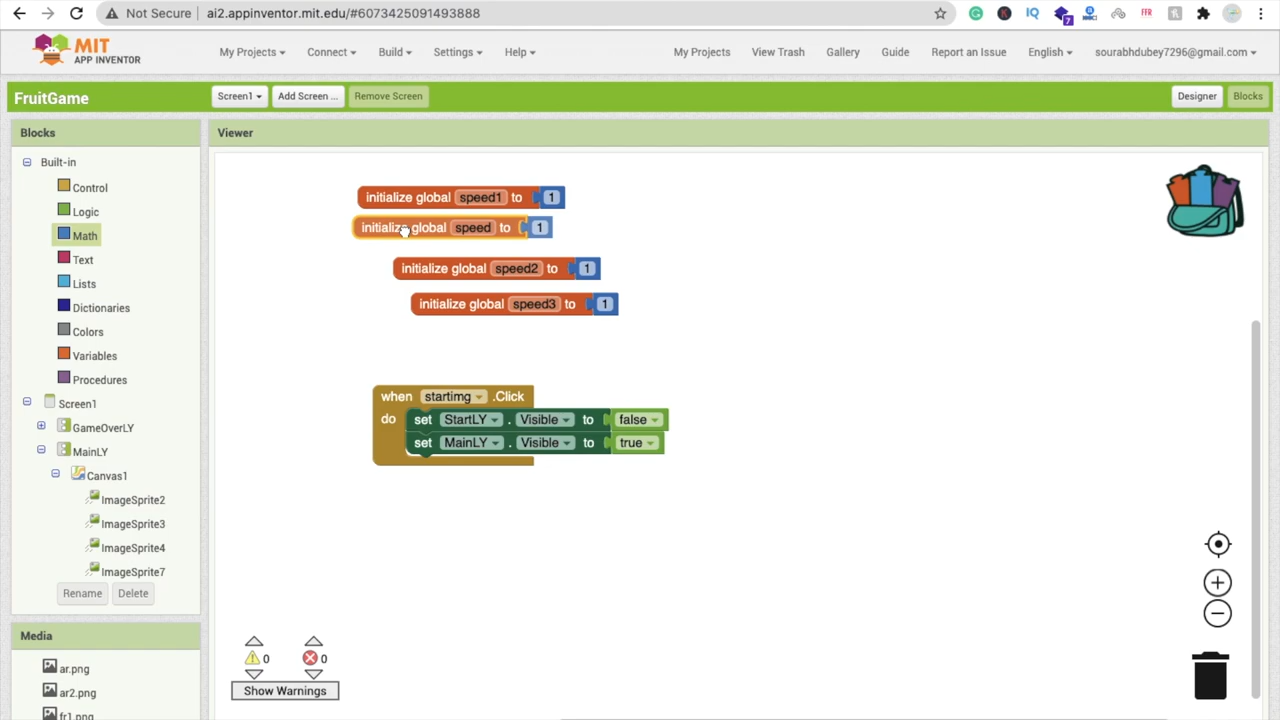 Not Secure
ai2.appinventor.mit.edu/#6073425091493888
7
FFR
MIT
APP INVENTOR
My Projects
Connect
Build
Settings
Help
My Projects
View Trash
Gallery
Guide
Report an Issue
English
sourabhdubey7296@gmail.com
FruitGame
Screen1
Add Screen ...
Remove Screen
Designer
Blocks
Blocks
Viewer
Built-in
Control
Logic
Math
Text
Lists
Dictionaries
Colors
Variables
Procedures
Screen1
GameOverLY
MainLY
Canvas1
ImageSprite2
ImageSprite3
ImageSprite4
ImageSprite7
Rename
Delete
Media
ar.png
ar2.png
fr1.png
initialize global speed1 to 1
initialize global speed to 1
initialize global speed2 to 1
initialize global speed3 to 1
when startimg .Click
do set StartLY . Visible to false
set MainLY . Visible to true
0
0
Show Warnings